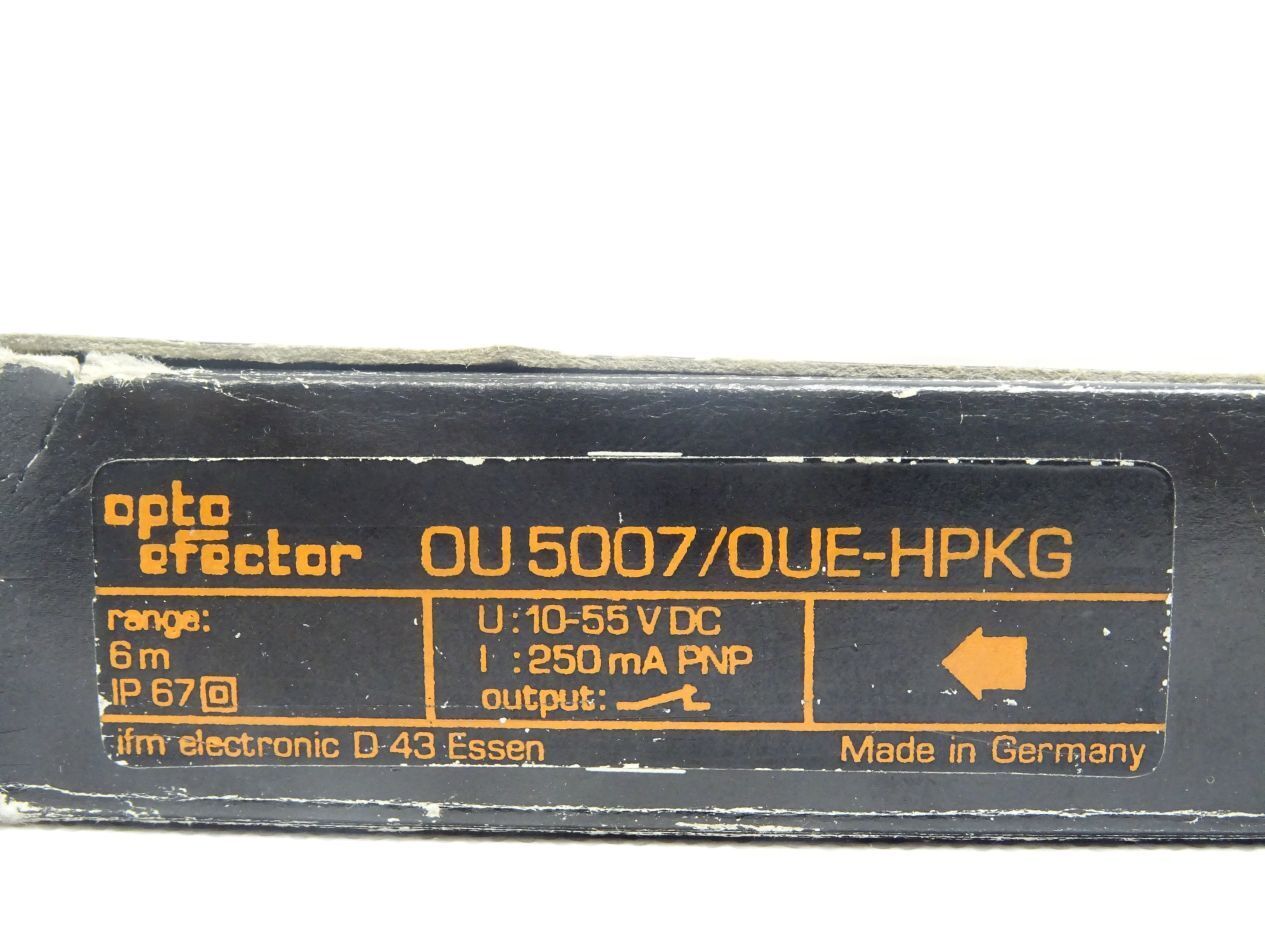 opto
efector
OU 5007/OUE-HPKG
range:
6 m
IP 67
U : 10-55 V DC
I : 250 mA PNP
output:
ifm electronic D 43 Essen
Made in Germany